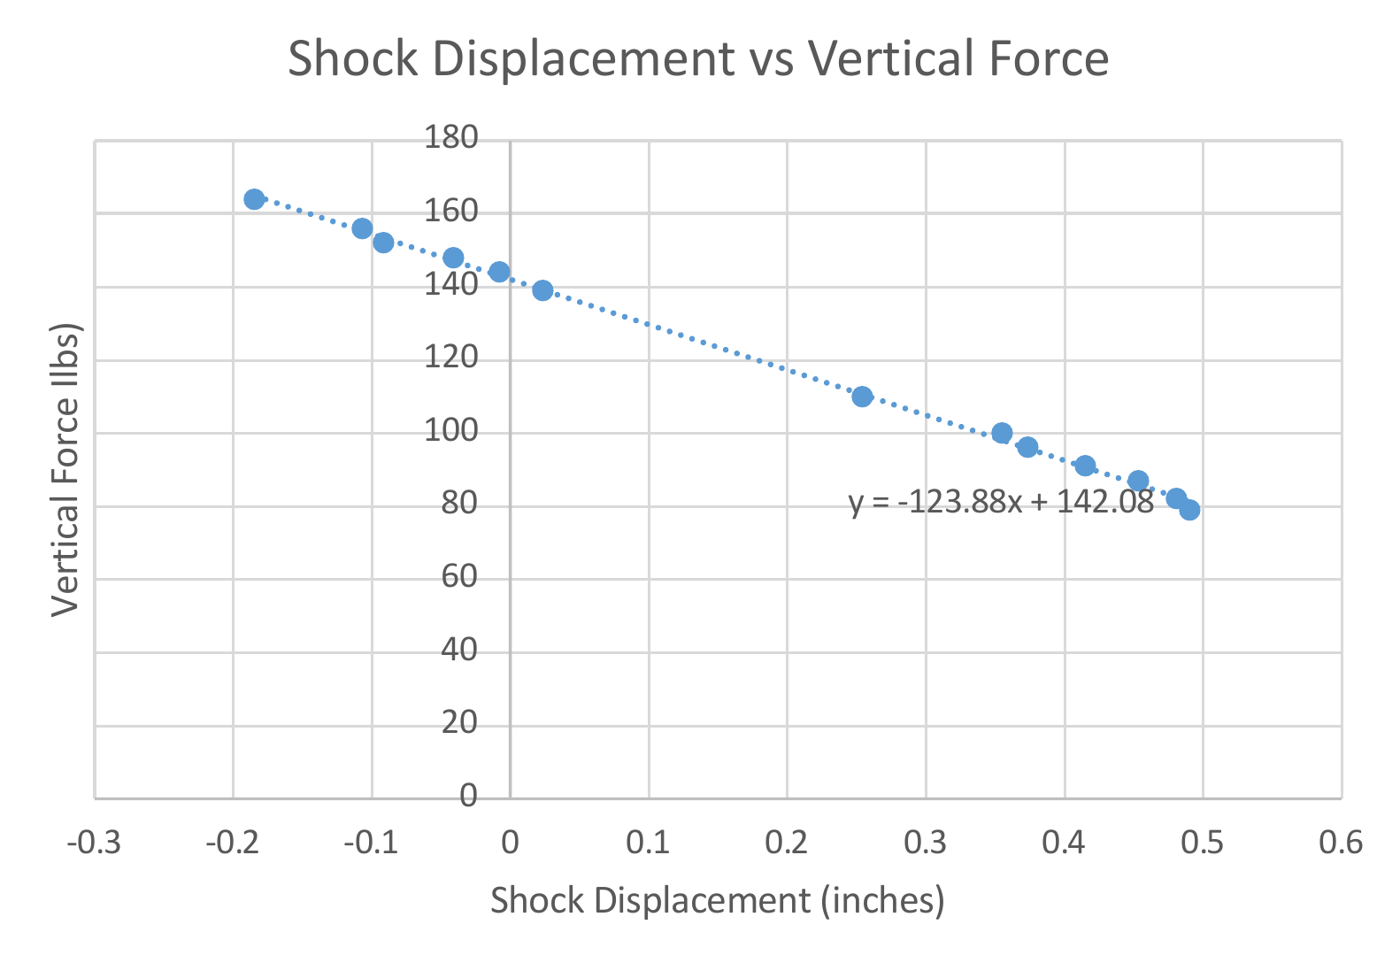 Shock Displacement vs Vertical Force
180
160
140
120
100
80
60
40
20
0
Vertical Force Ilbs)
y = -123.88x + 142.08
-0.3 -0.2 -0.1 0 0.1 0.2 0.3 0.4 0.5 0.6
Shock Displacement (inches)